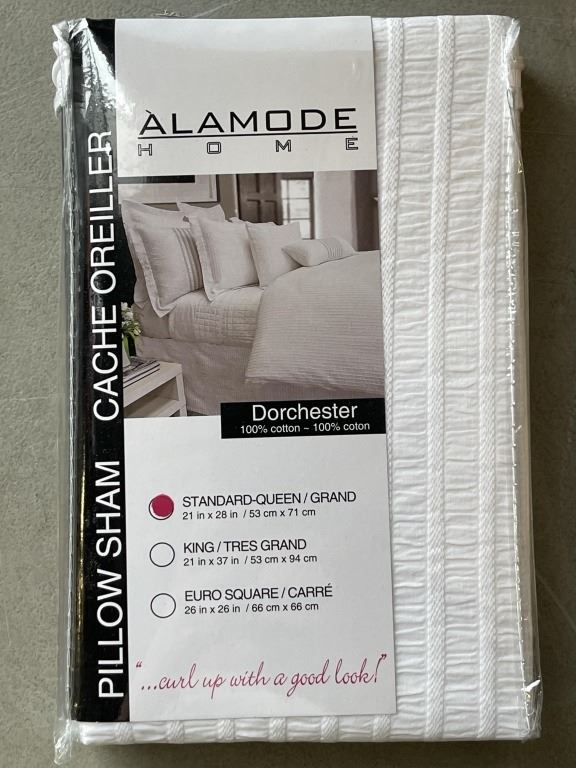 ÀLAMODE
HOME
PILLOW SHAM CACHE OREILLER
Dorchester
100% cotton ~ 100% coton
STANDARD-QUEEN / GRAND
21 in x 28 in / 53 cm x 71 cm
KING / TRES GRAND
21 in x 37 in / 53 cm x 94 cm
EURO SQUARE / CARRÉ
26 in x 26 in / 66 cm x 66 cm
"...curl up with a good look!"